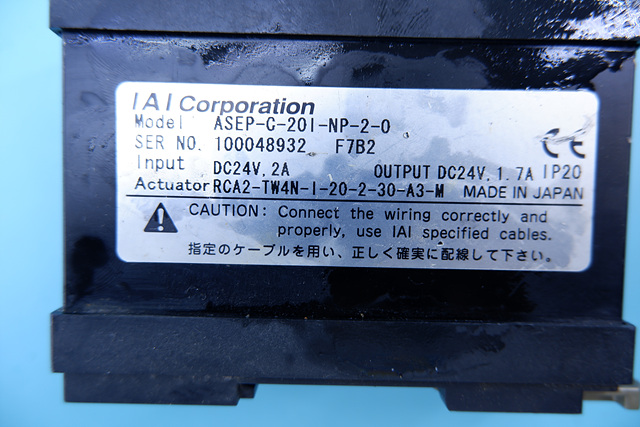 IAI Corporation
Model ASEP-C-20I-NP-2-0
SER NO. 100048932 F7B2
Input DC24V, 2A OUTPUT DC24V, 1.7A IP20
Actuator RCA2-TW4N-I-20-2-30-A3-M MADE IN JAPAN
CE
CAUTION: Connect the wiring correctly and
properly, use IAI specified cables.
指定のケーブルを用い、正しく確実に配線して下さい。